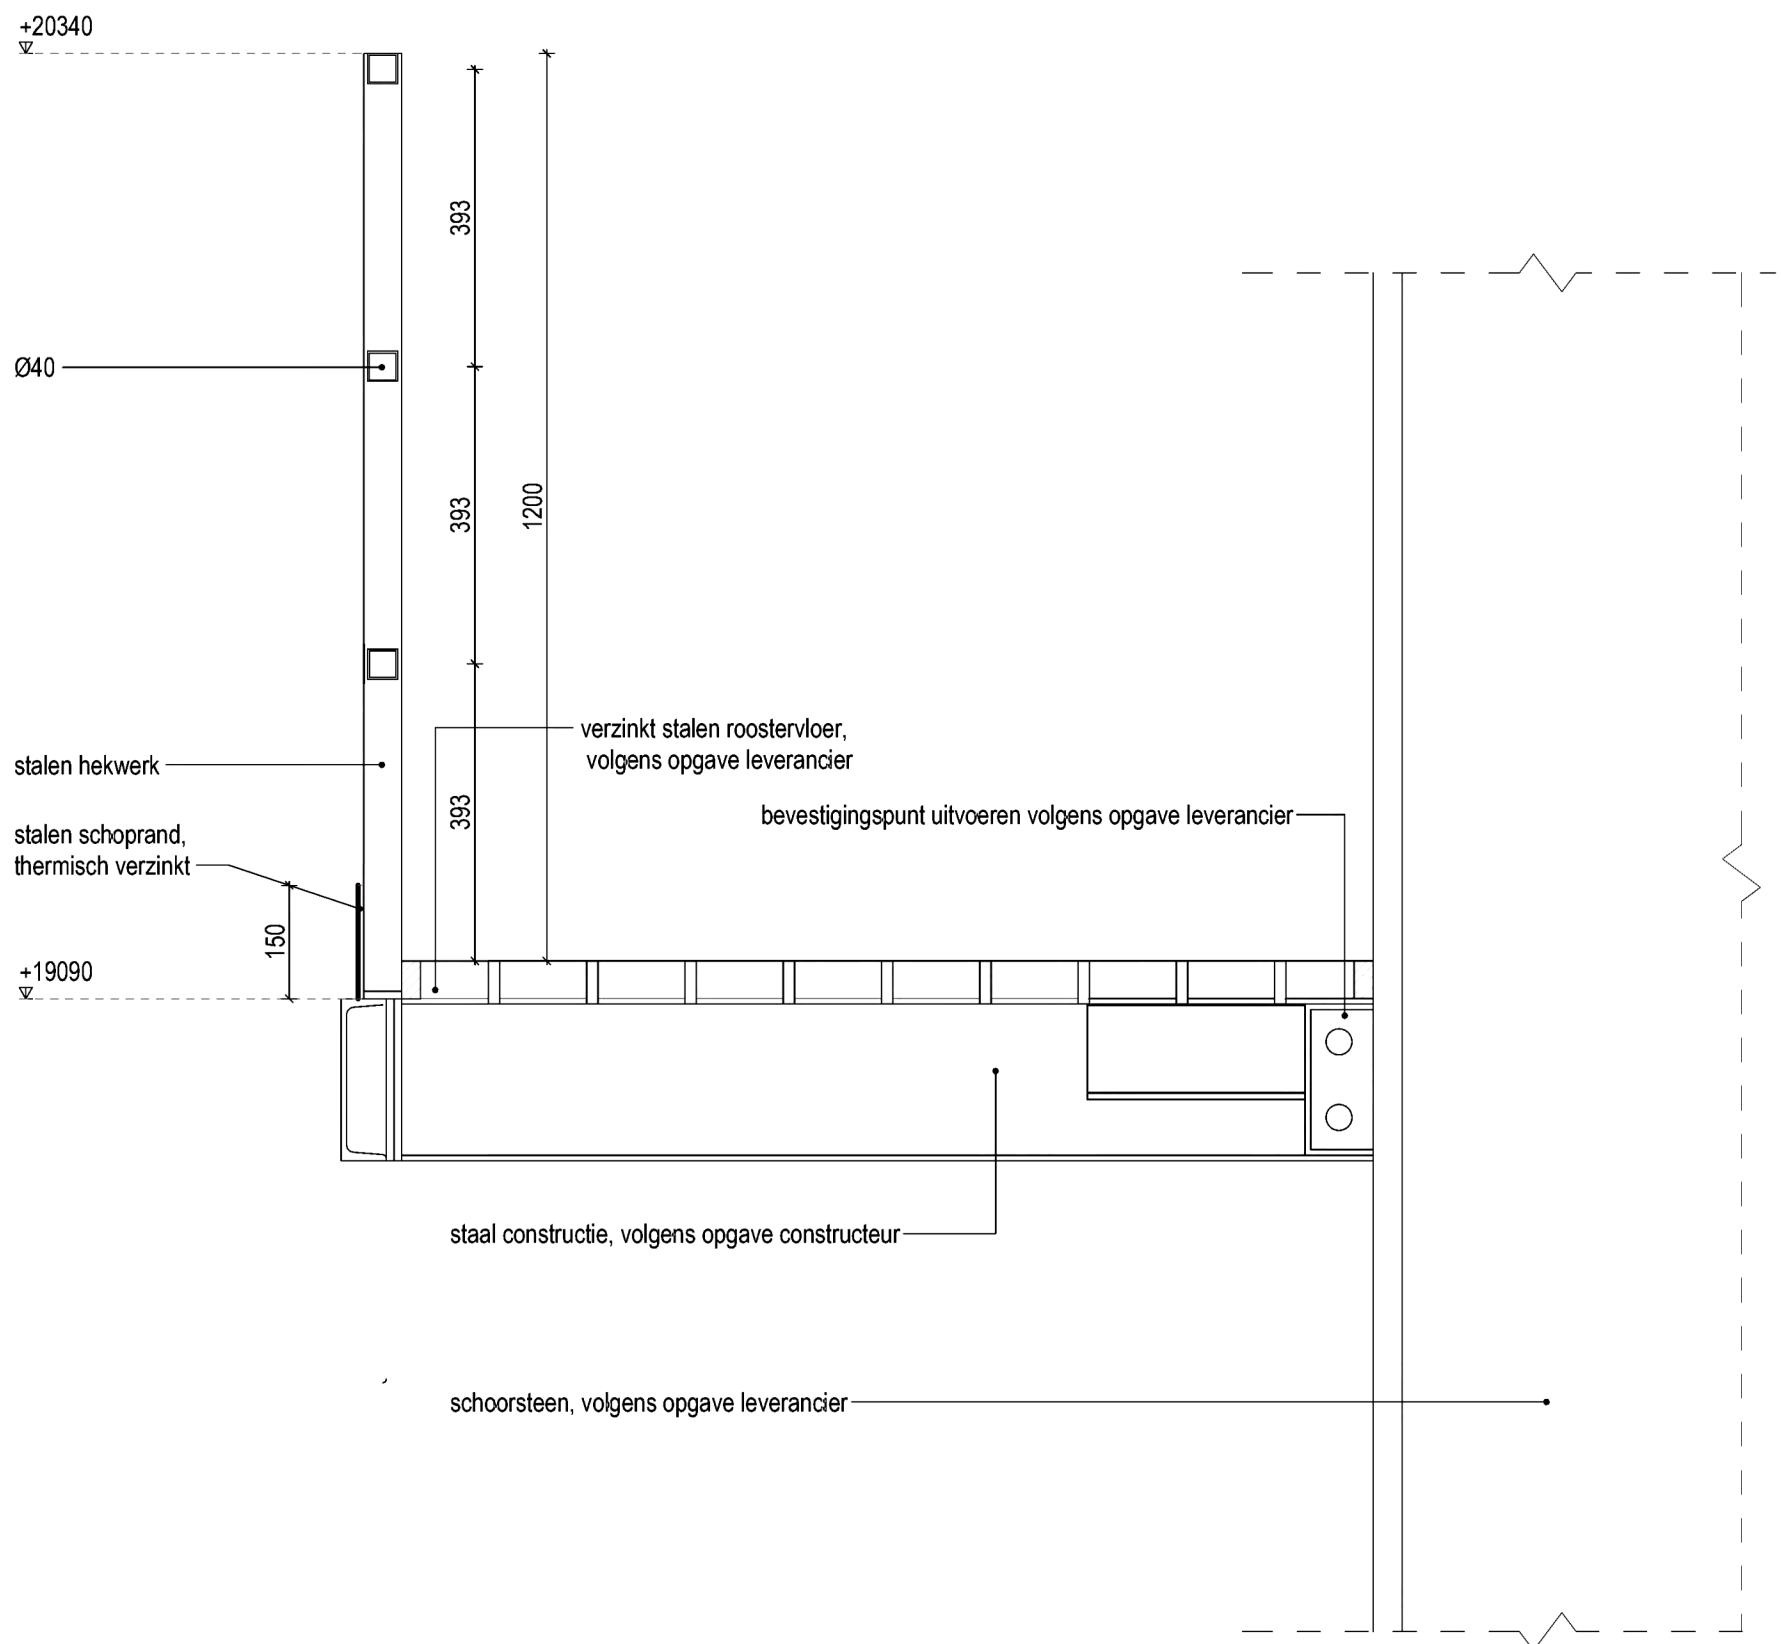 +20340
393
Ø40
393
1200
verzinkt stalen roostervloer,
volgens opgave leverancier
stalen hekwerk
393
bevestigingspunt uitvoeren volgens opgave leverancier
stalen schoprand,
thermisch verzinkt
150
+19090
staal constructie, volgens opgave constructeur
schoorsteen, volgens opgave leverancier